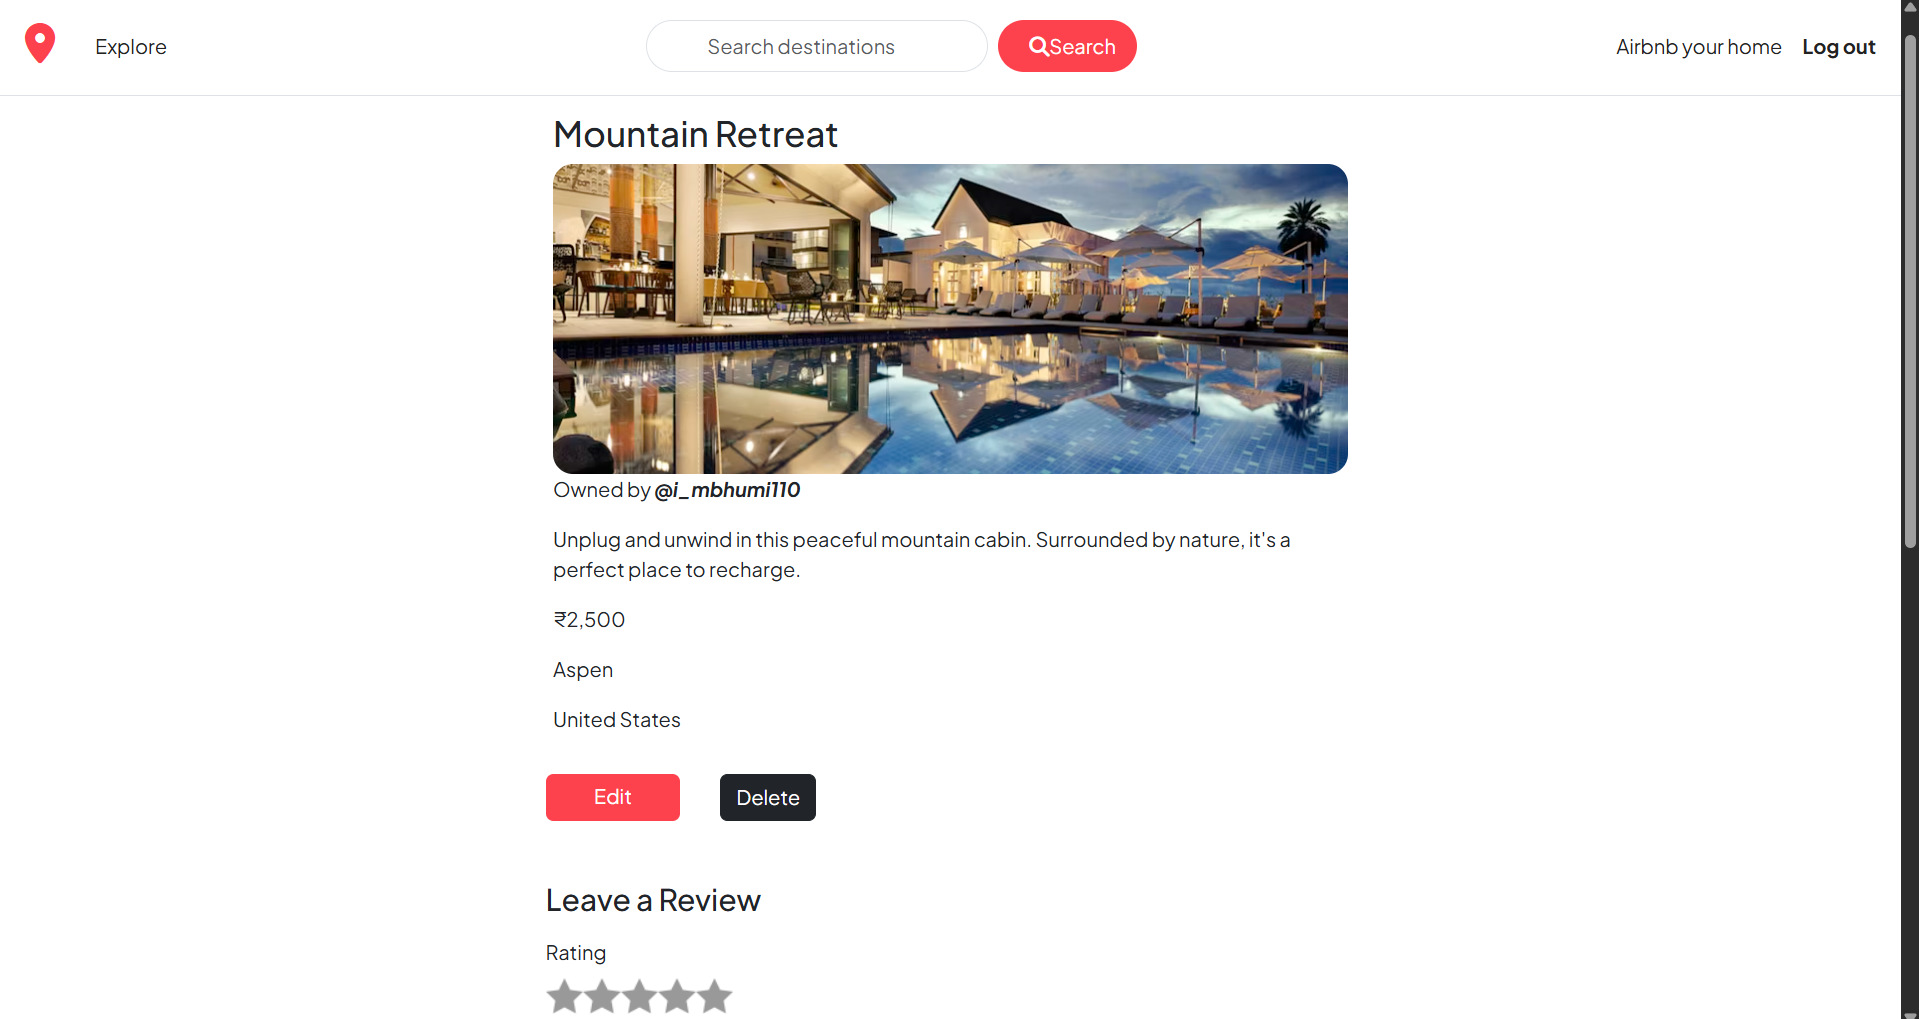 Explore
Search destinations
Search
Airbnb your home
Log out
Mountain Retreat
Owned by @i_mbhumi110
Unplug and unwind in this peaceful mountain cabin. Surrounded by nature, it's a
perfect place to recharge.
₹2,500
Aspen
United States
Edit
Delete
Leave a Review
Rating